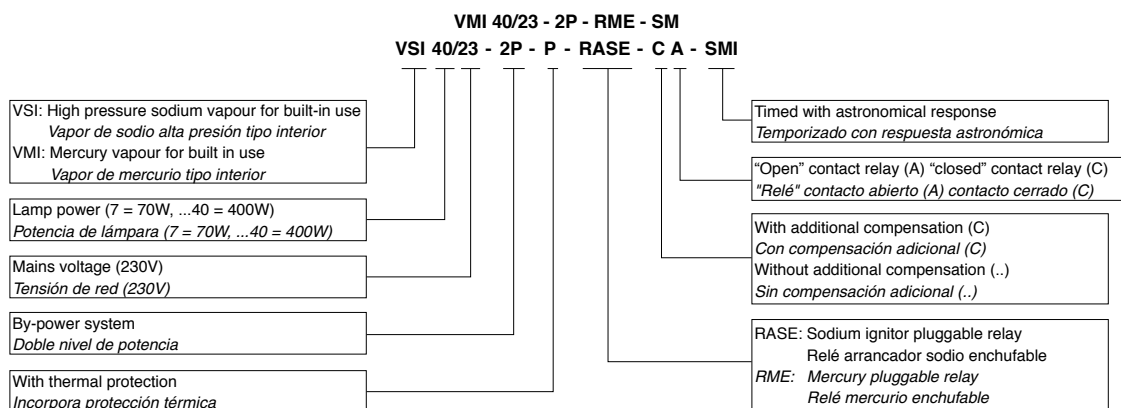 VMI 40/23 - 2P - RME - SM
VSI 40/23 - 2P - P - RASE - C A - SMI
VSI: High pressure sodium vapour for built-in use
Vapor de sodio alta presión tipo interior
VMI: Mercury vapour for built in use
Vapor de mercurio tipo interior
Lamp power (7 = 70W, ...40 = 400W)
Potencia de lámpara (7 = 70W, ...40 = 400W)
Mains voltage (230V)
Tensión de red (230V)
By-power system
Doble nivel de potencia
With thermal protection
Incorpora protección térmica
Timed with astronomical response
Temporizado con respuesta astronómica
“Open” contact relay (A) “closed” contact relay (C)
"Relé" contacto abierto (A) contacto cerrado (C)
With additional compensation (C)
Con compensación adicional (C)
Without additional compensation (..)
Sin compensación adicional (..)
RASE: Sodium ignitor pluggable relay
Relé arrancador sodio enchufable
RME: Mercury pluggable relay
Relé mercurio enchufable